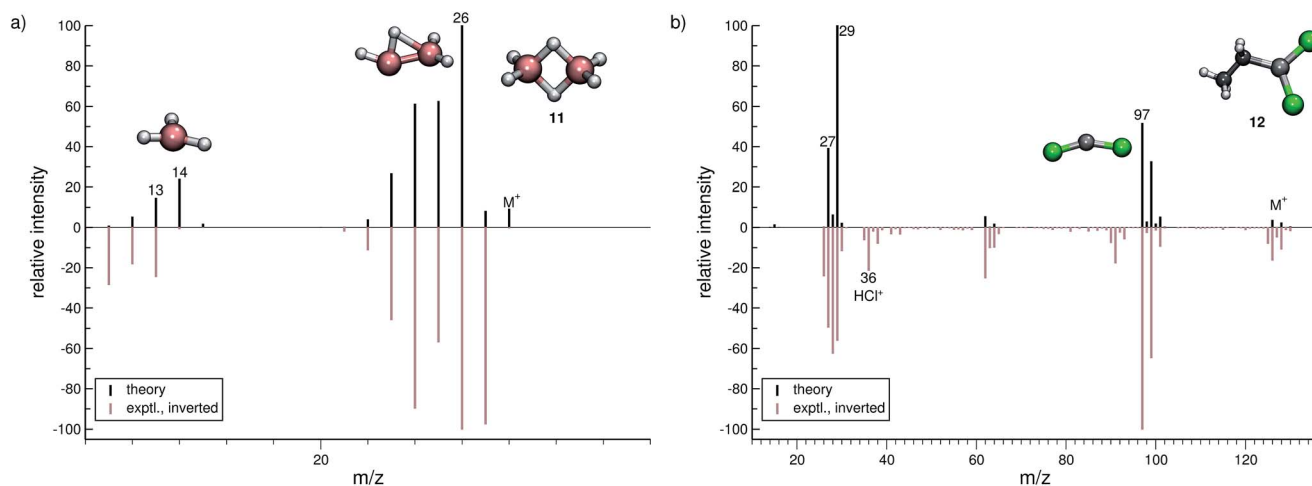 a)
100
80
60
40
20
0
-20
-40
-60
-80
-100
relative intensity
13
14
26
11
M+
theory
exptl., inverted
20
m/z
b)
100
80
60
40
20
0
-20
-40
-60
-80
-100
relative intensity
27
29
36
HCl+
97
12
M+
theory
exptl., inverted
20
40
60
80
100
120
m/z